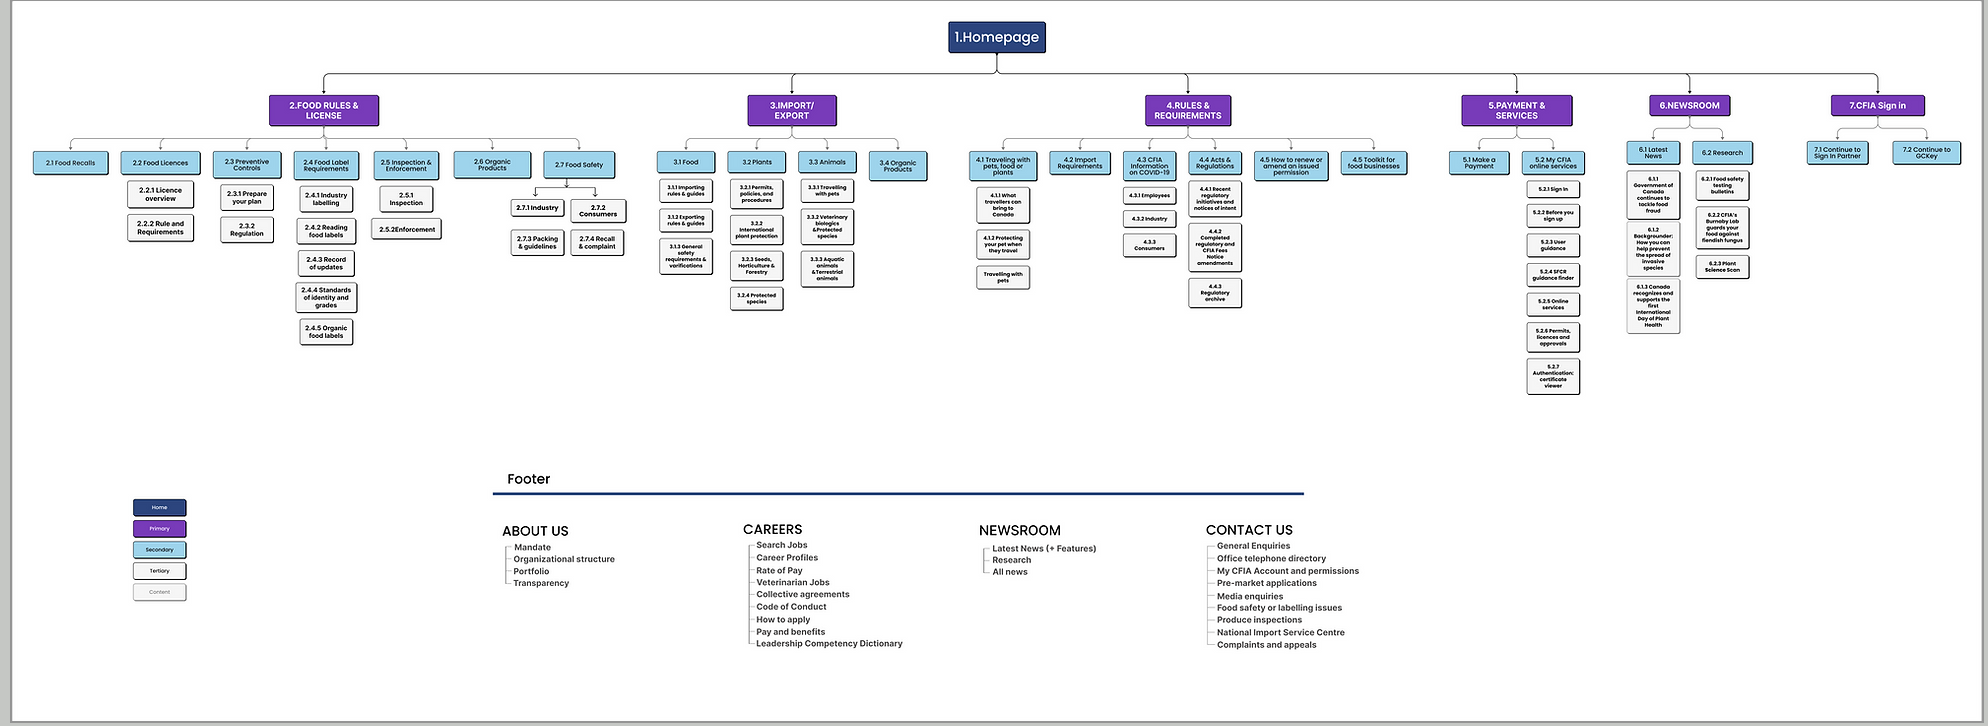 1.Homepage
2.FOOD RULES &
LICENSE
3.IMPORT/
EXPORT
4.RULES &
REQUIREMENTS
5.PAYMENT &
SERVICES
6.NEWSROOM
7.CFIA Sign in
2.1 Food Recalls
2.2 Food Licences
2.3 Preventive
Controls
2.4 Food Label
Requirements
2.5 Inspection &
Enforcement
2.6 Organic
Products
2.7 Food Safety
2.2.1 Licence
overview
2.2.2 Rule and
Requirements
2.3.1 Prepare
your plan
2.3.2
Regulation
2.4.1 Industry
labelling
2.4.2 Reading
food labels
2.4.3 Record
of updates
2.4.4 Standards
of identity and
grades
2.4.5 Organic
food labels
2.5.1
Inspection
2.5.2Enforcement
2.7.1 Industry
2.7.2
Consumers
2.7.3 Packing
& guidelines
2.7.4 Recall
& complaint
3.1 Food
3.2 Plants
3.3 Animals
3.4 Organic
Products
3.1.1 Importing
rules & guides
3.1.2 Exporting
rules & guides
3.1.3 General
safety
requirements &
varifications
3.2.1 Permits,
policies, and
procedures
3.2.2
International
plant protection
3.2.3 Seeds,
Horticulture &
Forestry
3.2.4 Protected
species
3.3.1 Travelling
with pets
3.3.2 Veterinary
biologics
&Protected
species
3.3.3 Aquatic
animals
&Terrestrial
animals
4.1 Traveling with
pets, food or
plants
4.2 Import
Requirements
4.3 CFIA
Information
on COVID-19
4.4 Acts &
Regulations
4.5 How to renew or
amend an issued
permission
4.5 Toolkit for
food businesses
4.1.1 What
travellers can
bring to
Canada
4.1.2 Protecting
your pet when
they travel
Travelling with
pets
4.3.1 Employees
4.3.2 Industry
4.3.3
Consumers
4.4.1 Recent
regulatory
initiatives and
notices of intent
4.4.2
Completed
regulatory and
CFIA Fees
Notice
amendments
4.4.3
Regulatory
archive
5.1 Make a
Payment
5.2 My CFIA
online services
5.2.1 Sign In
5.2.2 Before you
sign up
5.2.3 User
guidance
5.2.4 SFCR
guidance finder
5.2.5 Online
services
5.2.6 Permits,
licences and
approvals
5.2.7
Authentication:
certificate
viewer
6.1 Latest
News
6.2 Research
6.1.1
Government of
Canada
continues to
tackle food
fraud
6.1.2
Backgrounder:
How you can
help prevent
the spread of
invasive
species
6.1.3 Canada
recognizes and
supports the
first
International
Day of Plant
Health
6.2.1 Food safety
testing
bulletins
6.2.2 CFIA's
Burnaby Lab
guards your
food against
fiendish fungus
6.2.3 Plant
Science Scan
7.1 Continue to
Sign In Partner
7.2 Continue to
GCKey
Home
Primary
Secondary
Tertiary
Content
Footer
ABOUT US
Mandate
Organizational structure
Portfolio
Transparency
CAREERS
Search Jobs
Career Profiles
Rate of Pay
Veterinarian Jobs
Collective agreements
Code of Conduct
How to apply
Pay and benefits
Leadership Competency Dictionary
NEWSROOM
Latest News (+ Features)
Research
All news
CONTACT US
General Enquiries
Office telephone directory
My CFIA Account and permissions
Pre-market applications
Media enquiries
Food safety or labelling issues
Produce inspections
National Import Service Centre
Complaints and appeals